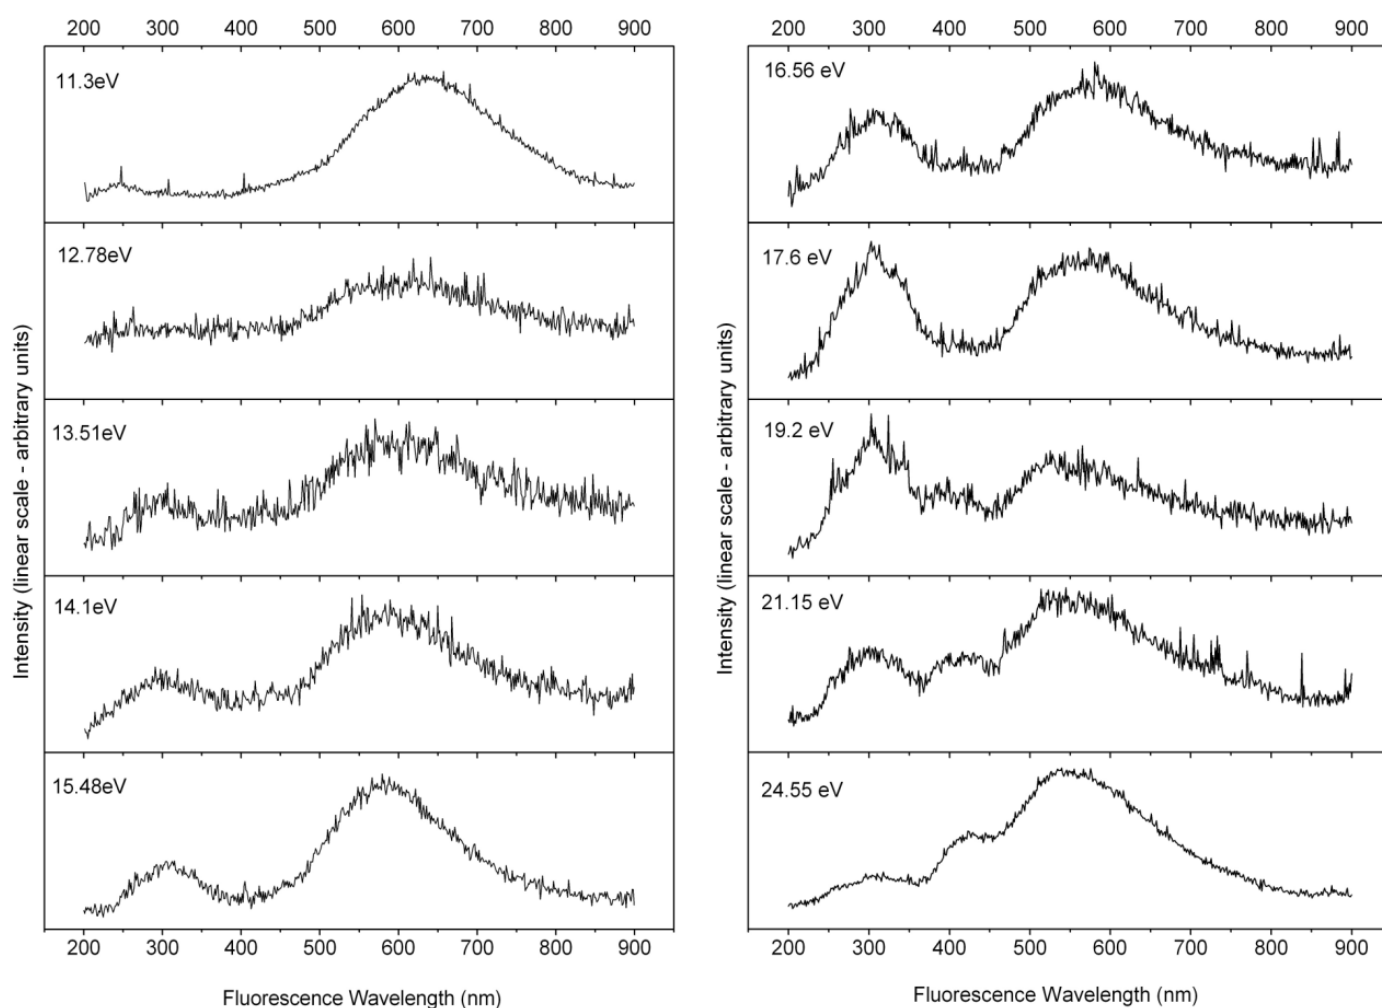 200 300 400 500 600 700 800 900
11.3eV
12.78eV
13.51eV
14.1eV
15.48eV
200 300 400 500 600 700 800 900
Fluorescence Wavelength (nm)
Intensity (linear scale - arbitrary units)
200 300 400 500 600 700 800 900
16.56 eV
17.6 eV
19.2 eV
21.15 eV
24.55 eV
200 300 400 500 600 700 800 900
Fluorescence Wavelength (nm)
Intensity (linear scale - arbitrary units)